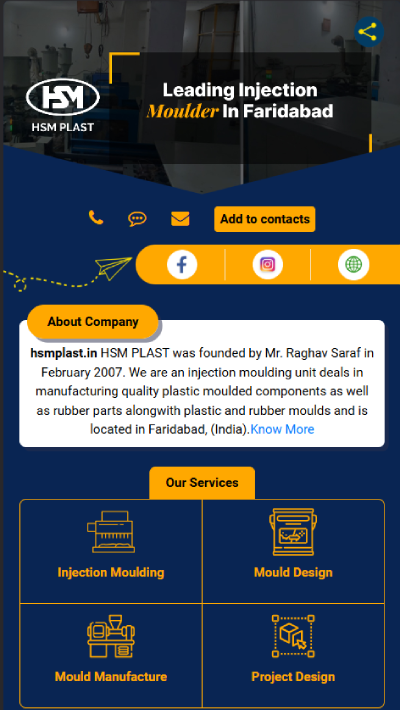 HSM
HSM PLAST
Leading Injection
Moulder In Faridabad
Add to contacts
About Company
hsmplast.in HSM PLAST was founded by Mr. Raghav Saraf in
February 2007. We are an injection moulding unit deals in
manufacturing quality plastic moulded components as well
as rubber parts alongwith plastic and rubber moulds and is
located in Faridabad, (India).Know More
Our Services
Injection Moulding
Mould Design
Mould Manufacture
Project Design